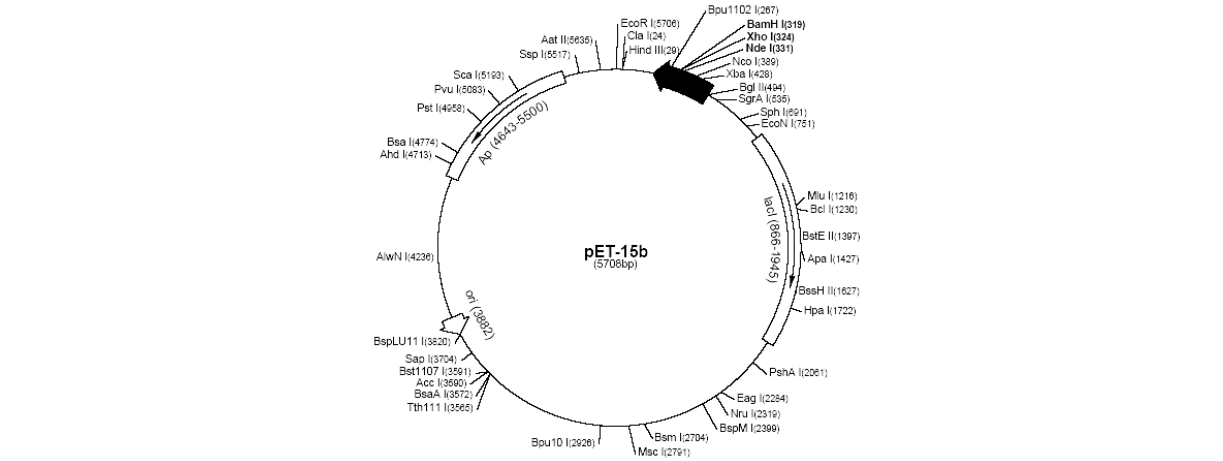 EcoR I(5706)
Cla I(24)
Hind III(29)
Bpu1102 I(267)
BamH I(319)
Xho I(324)
Nde I(331)
Nco I(389)
Xba I(428)
Bgl II(494)
SgrA I(535)
Sph I(691)
EcoN I(751)
Aat II(5635)
Ssp I(5517)
Sca I(5193)
Pvu I(5083)
Pst I(4958)
Bsa I(4774)
Ahd I(4713)
Ap (4643-5500)
Mlu I(1216)
Bcl I(1230)
BstE II(1397)
Apa I(1427)
BssH II(1627)
Hpa I(1722)
lacI (866-1945)
pET-15b
(5708bp)
AlwN I(4236)
ori (3882)
BspLU11 I(3820)
Sap I(3704)
Bst1107 I(3591)
Acc I(3590)
BsaA I(3572)
Tth111 I(3565)
PshA I(2061)
Eag I(2284)
Nru I(2319)
BspM I(2399)
Bsm I(2704)
Msc I(2791)
Bpu10 I(2926)